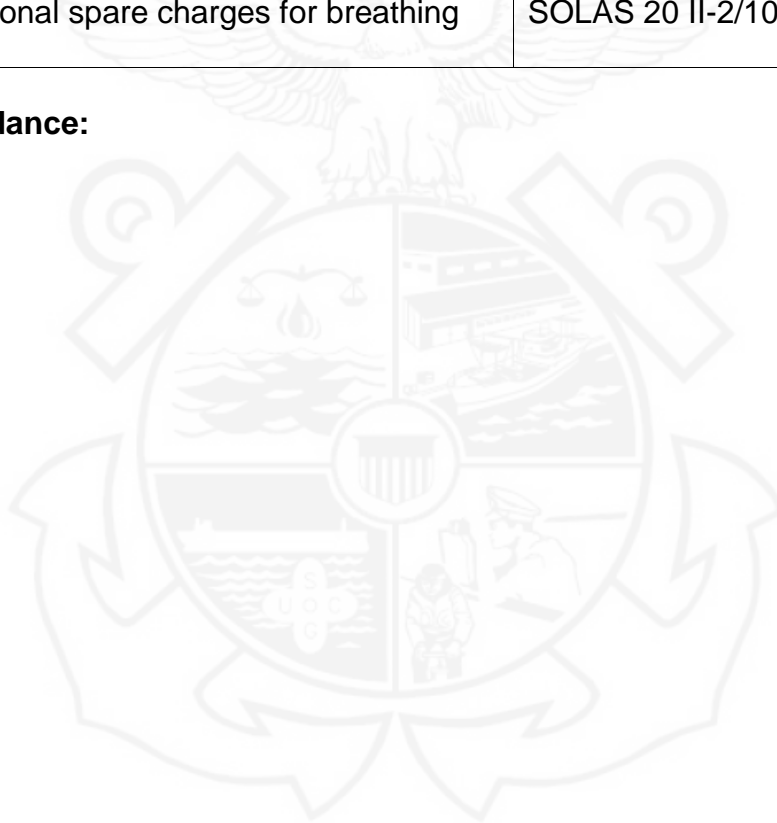 onal spare charges for breathing
SOLAS 20 II-2/10
lance:
S
U O C
G